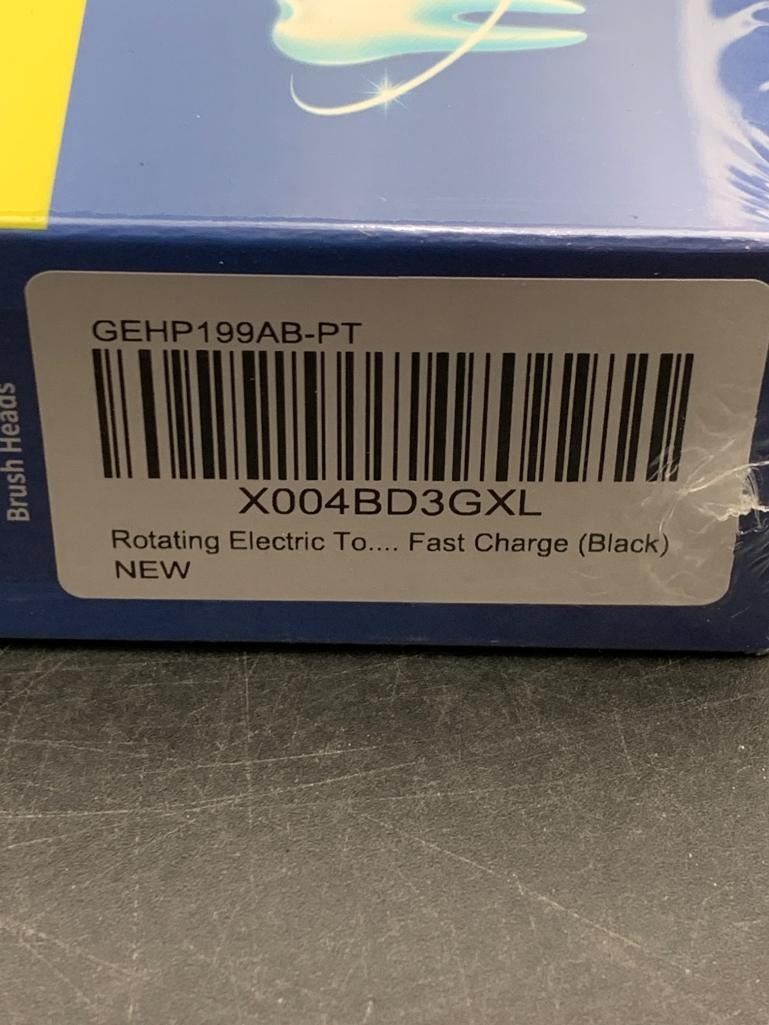 GEHP199AB-PT
X004BD3GXL
Rotating Electric To.... Fast Charge (Black)
NEW
Brush Heads